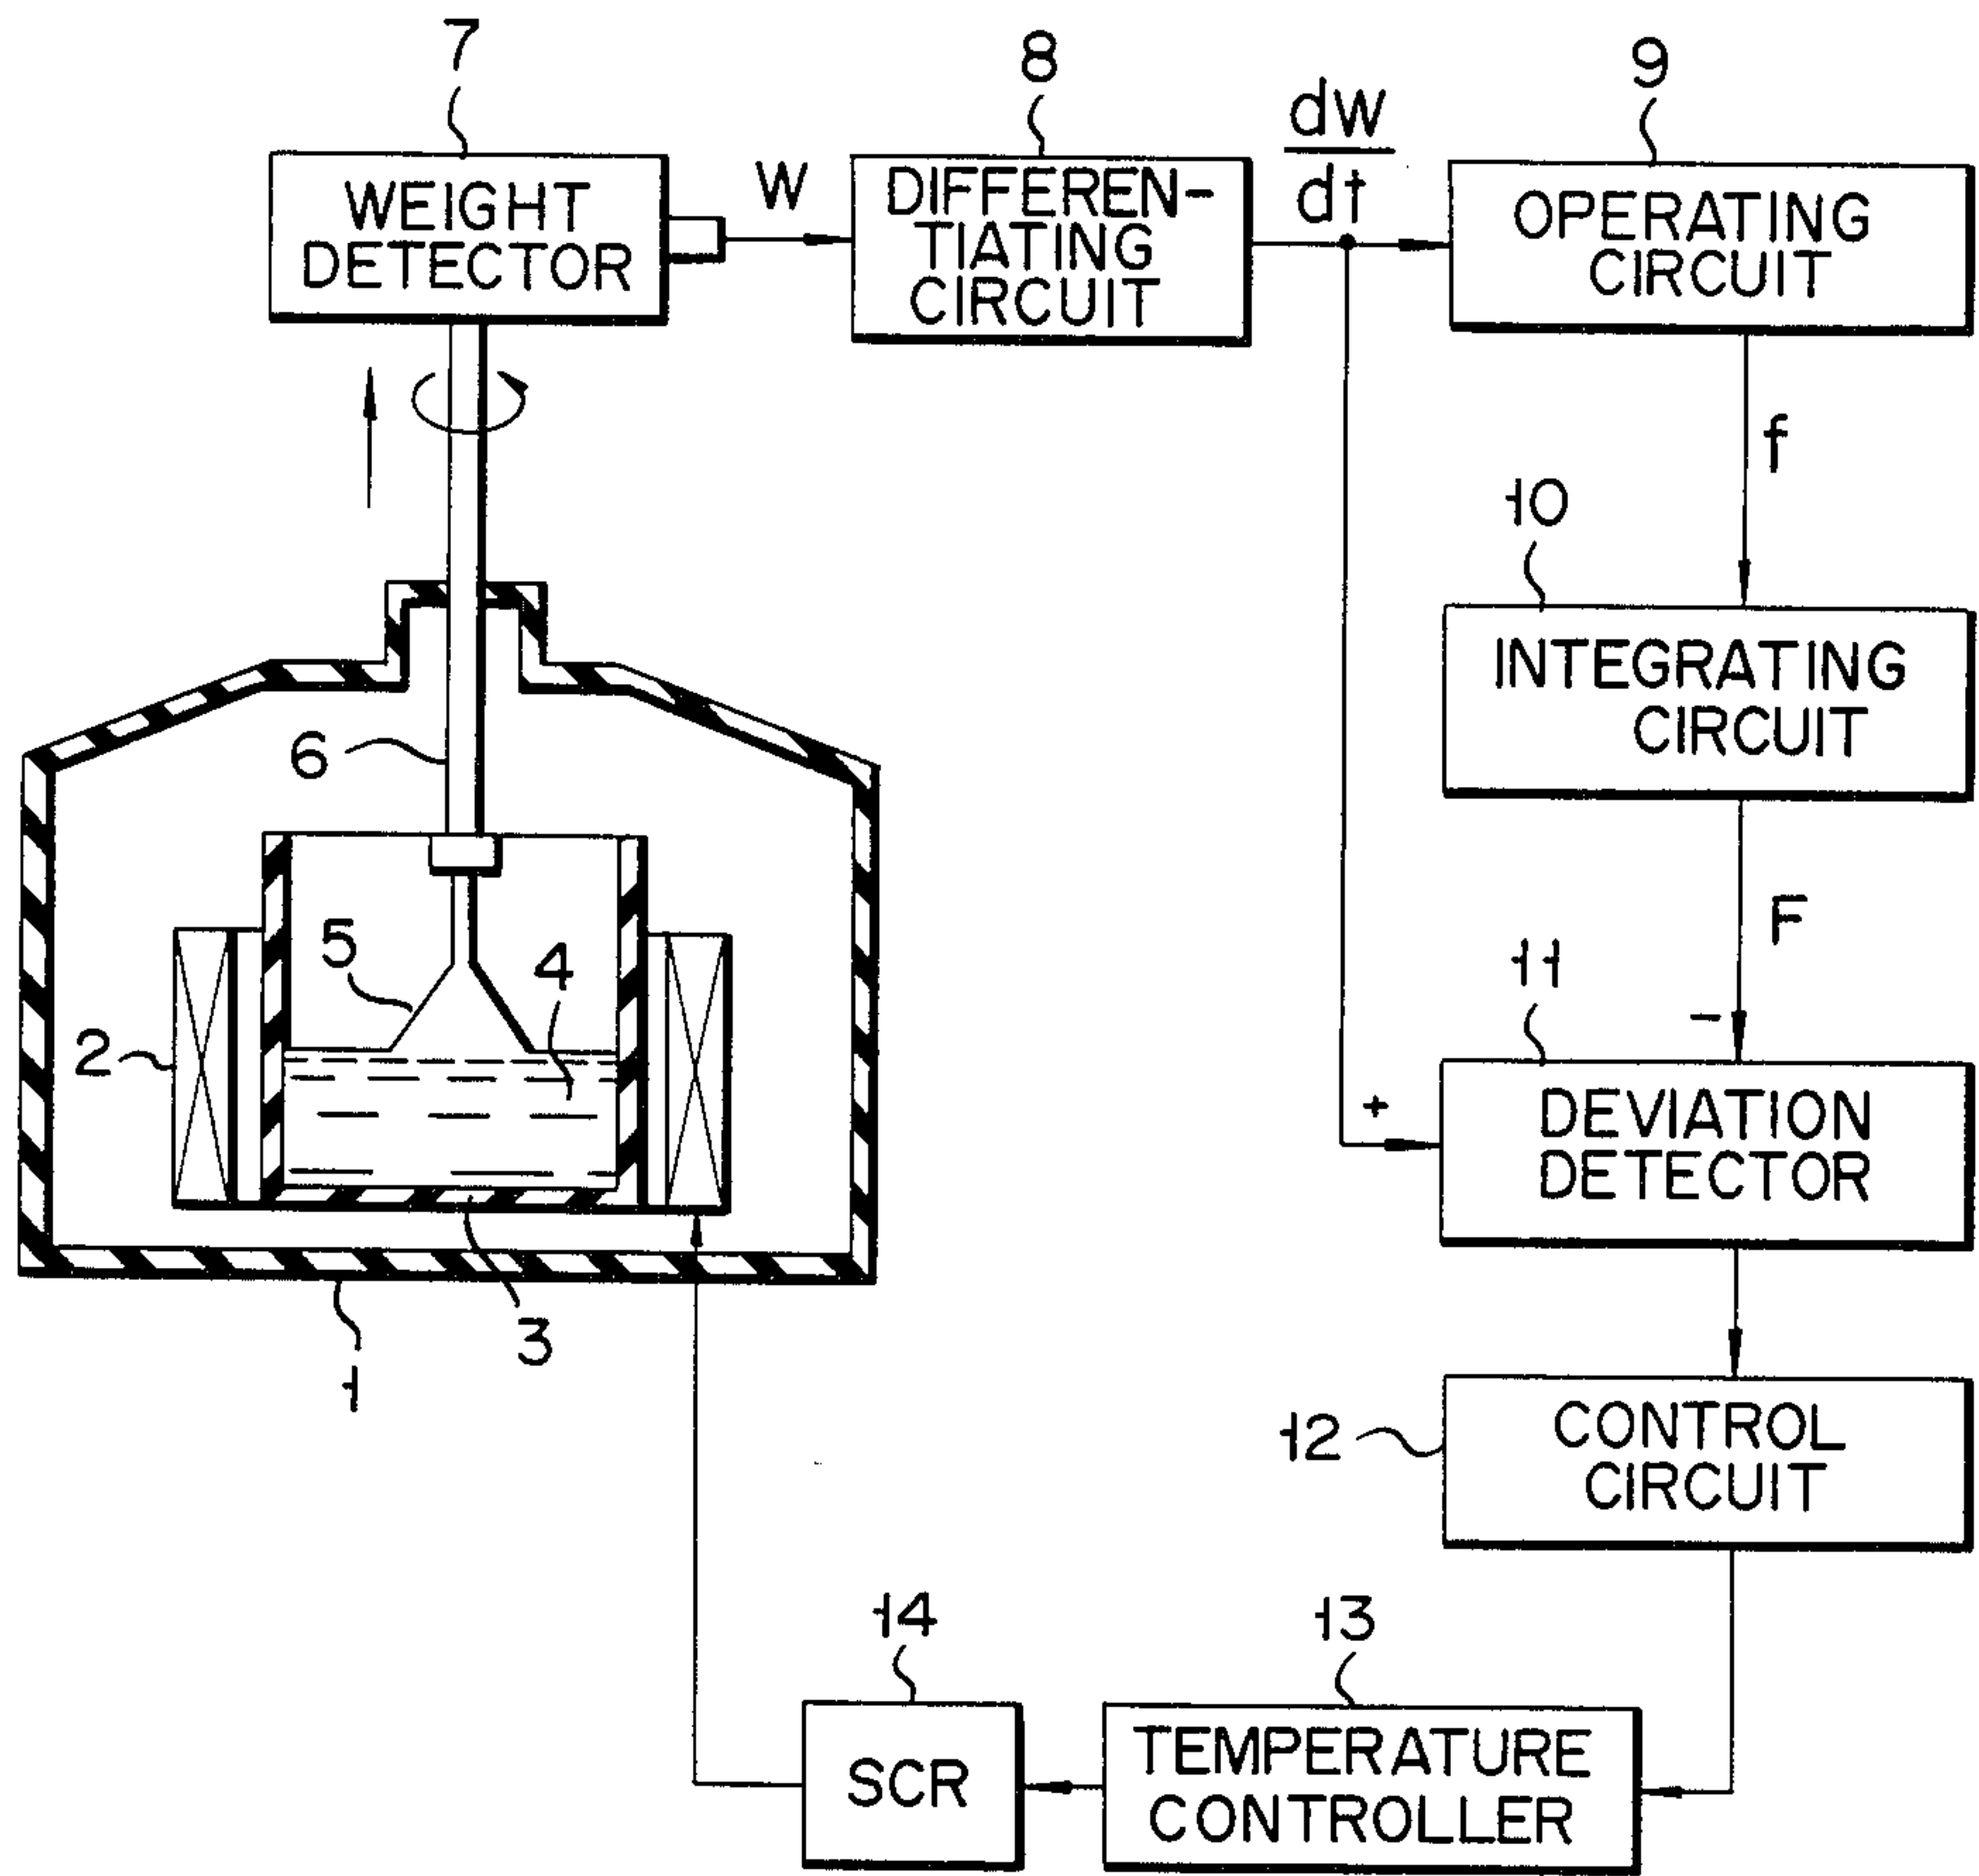 7
8
9
WEIGHT
DETECTOR
W
DIFFEREN-
TIATING
CIRCUIT
dW
dt
OPERATING
CIRCUIT
f
10
INTEGRATING
CIRCUIT
6
F
5
4
11
2
-
+
DEVIATION
DETECTOR
3
1
12
CONTROL
CIRCUIT
14
13
SCR
TEMPERATURE
CONTROLLER